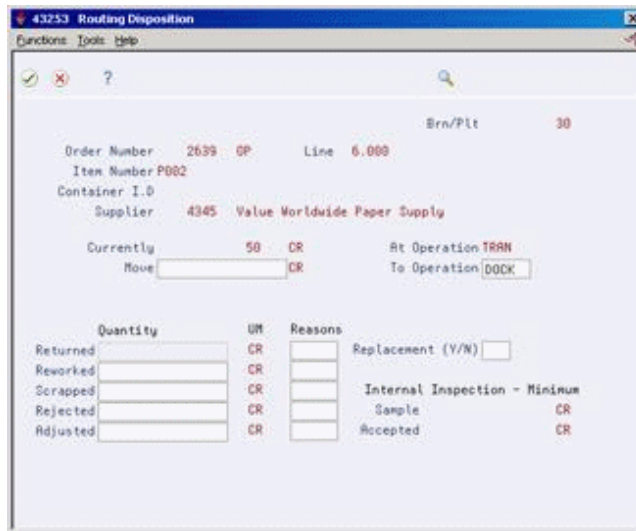 43253 Routing Disposition
Functions Tools Help
?
Brn/Plt 30
Order Number 2639 OP Line 6.000
Item Number P002
Container I.D
Supplier 4345 Value Worldwide Paper Supply
Currently 50 CR At Operation TRAN
Move CR To Operation DOCK
Quantity UM Reasons
Returned CR Replacement (Y/N)
Reworked CR
Scrapped CR Internal Inspection - Minimum
Rejected CR Sample CR
Adjusted CR Accepted CR